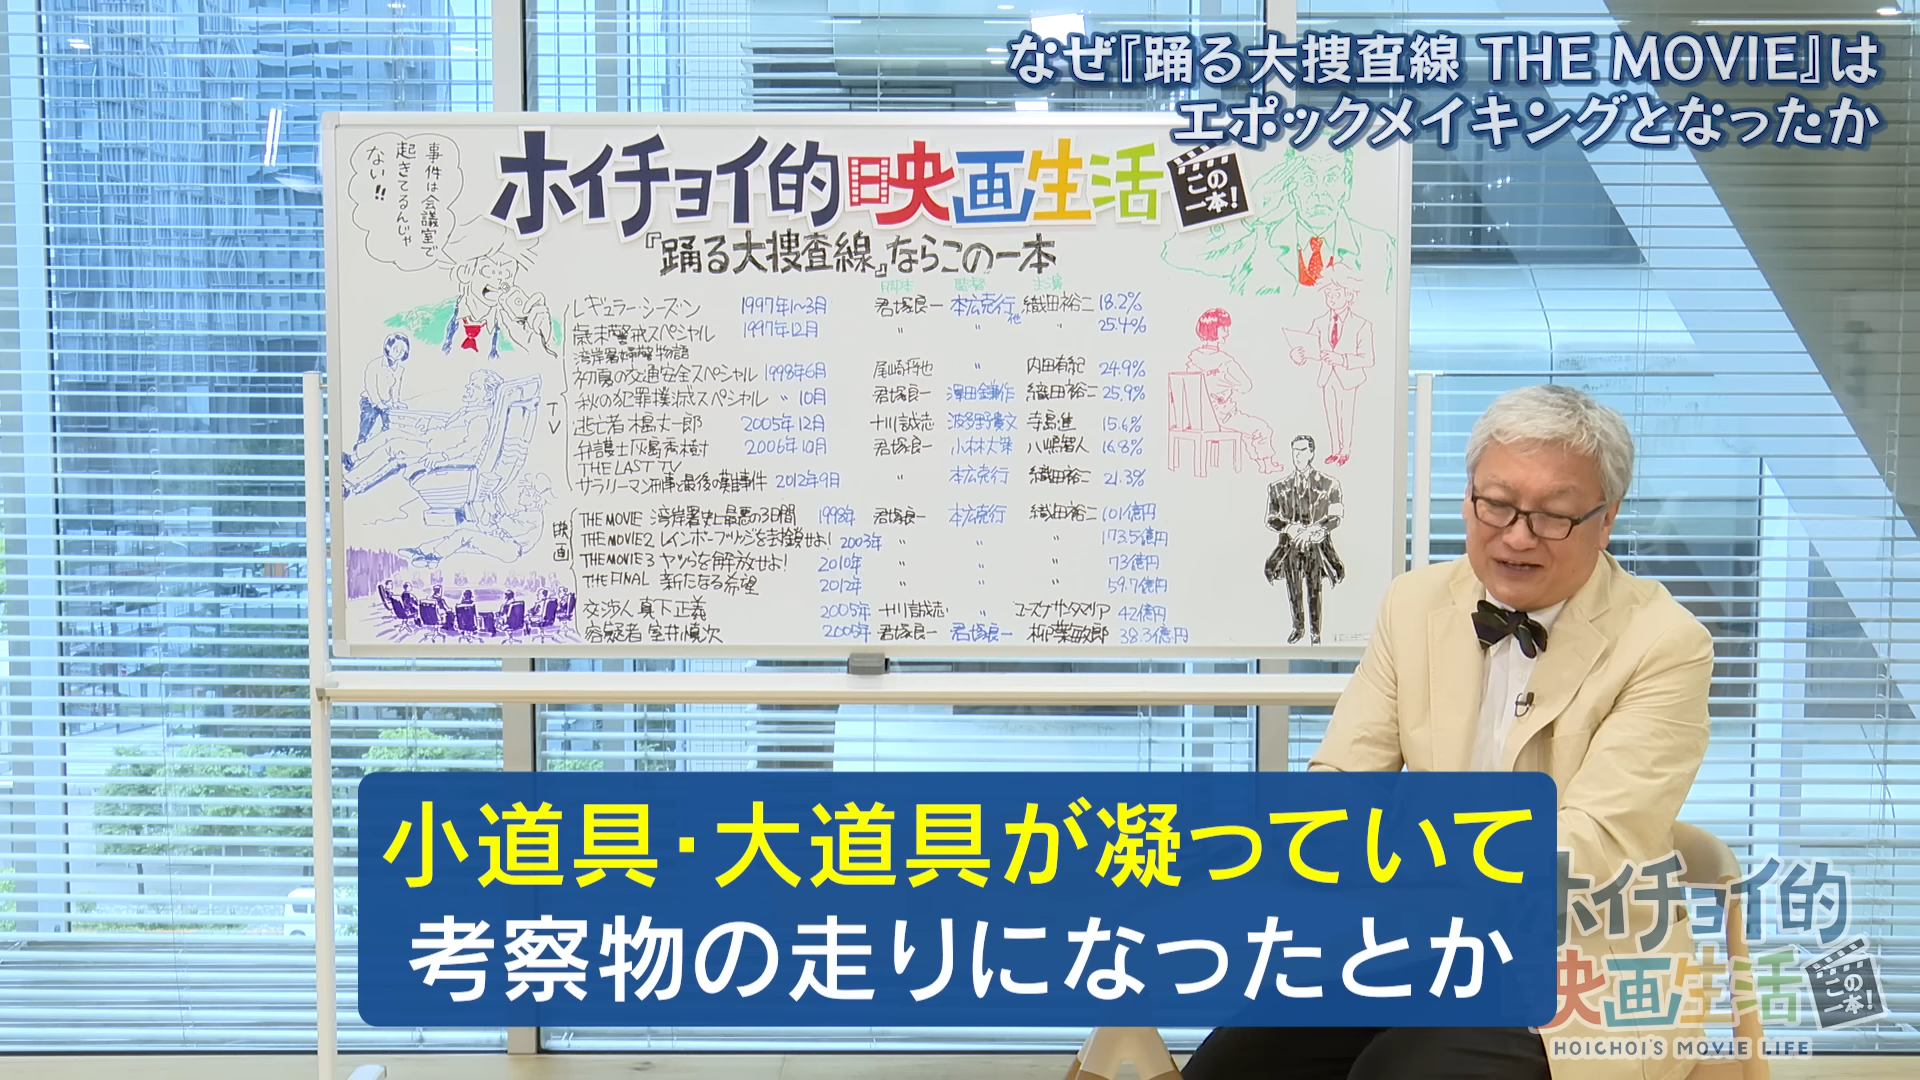 なぜ『踊る大捜査線 THE MOVIE』は
エポックメイキングとなったか
事件は会議室で
起きてるんじゃ
ない!!
ホイチョイ的映画生活 この一本!
『踊る大捜査線』ならこの一本
脚本 監督 主演
レギュラーシーズン 1997年1~3月 君塚良一 本広克行他 織田裕二 18.2%
歳末警戒スペシャル 1997年12月 〃 〃 〃 25.4%
湾岸署婦警物語
初夏の交通安全スペシャル 1998年6月 尾崎将也 〃 内田有紀 24.9%
秋の犯罪撲滅スペシャル 〃 10月 君塚良一 澤田鎌作 織田裕二 25.9%
逃亡者 木島丈一郎 2005年12月 十川誠志 波多野貴文 寺島進 15.6%
弁護士 灰島秀樹 2006年10月 君塚良一 小林大策 八嶋智人 16.8%
THE LAST TV
サラリーマン刑事と最後の難事件 2012年9月 〃 本広克行 織田裕二 21.3%
TV
THE MOVIE 湾岸署史上最悪の3日間 1998年 君塚良一 本広克行 織田裕二 101億円
THE MOVIE2 レインボーブリッジを封鎖せよ! 2003年 〃 〃 〃 173.5億円
THE MOVIE3 ヤツらを解放せよ! 2010年 〃 〃 〃 73億円
THE FINAL 新たなる希望 2012年 〃 〃 〃 59.7億円
交渉人 真下正義 2005年 十川誠志 〃 ユースケサンタマリア 42億円
容疑者 室井慎次 2005年 君塚良一 君塚良一 柳葉敏郎 38.3億円
映画
小道具・大道具が凝っていて
考察物の走りになったとか
ホイチョイ的
映画生活 この一本!
HOICHOI'S MOVIE LIFE